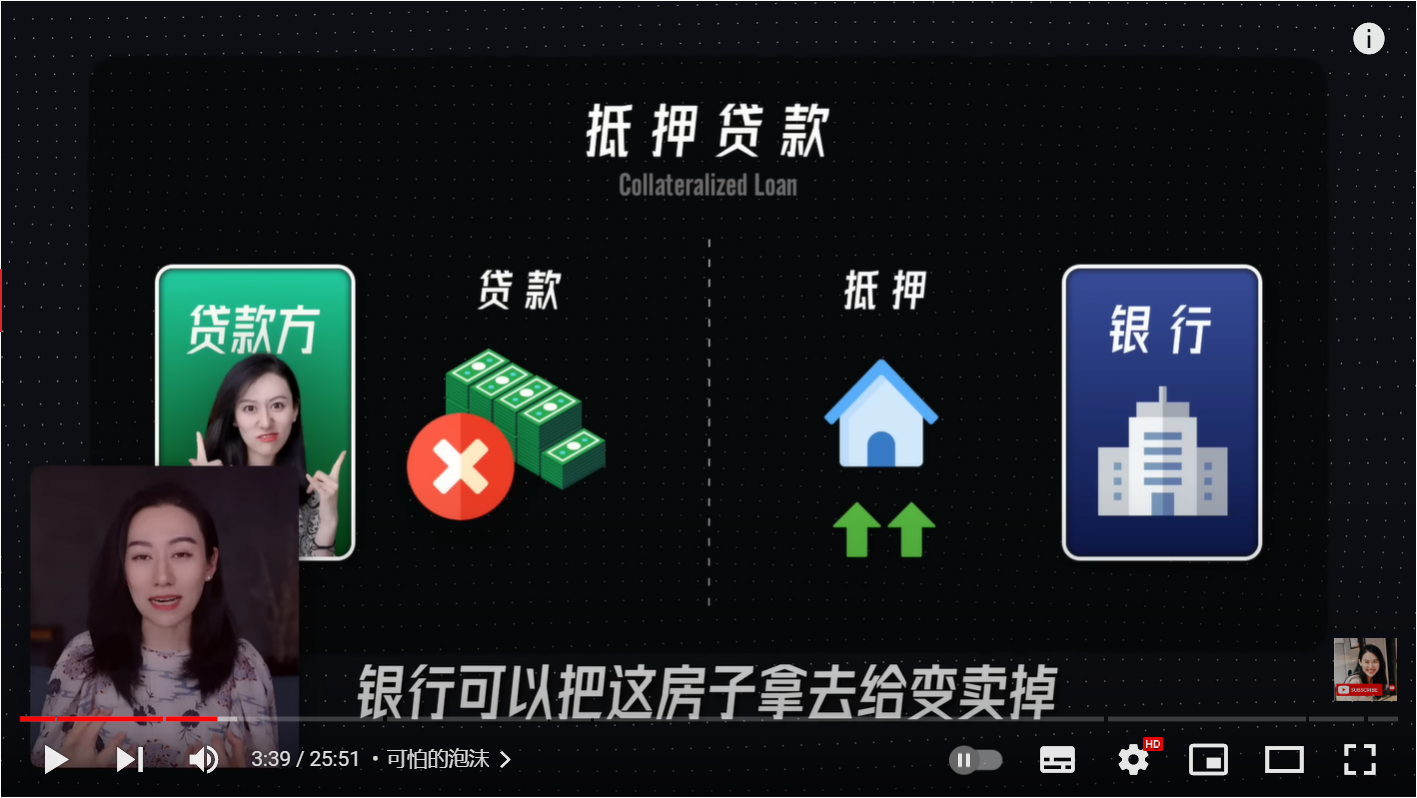 抵押贷款
Collateralized Loan
贷款
抵押
贷款方
银行
银行可以把这房子拿去给变卖掉
SUBSCRIBE
3:39 / 25:51 • 可怕的泡沫
HD